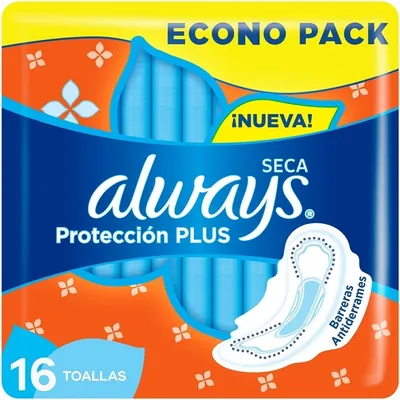 ECONO PACK
¡NUEVA!
SECA
always®
Protección PLUS
Barreras
Antiderrames
16 TOALLAS